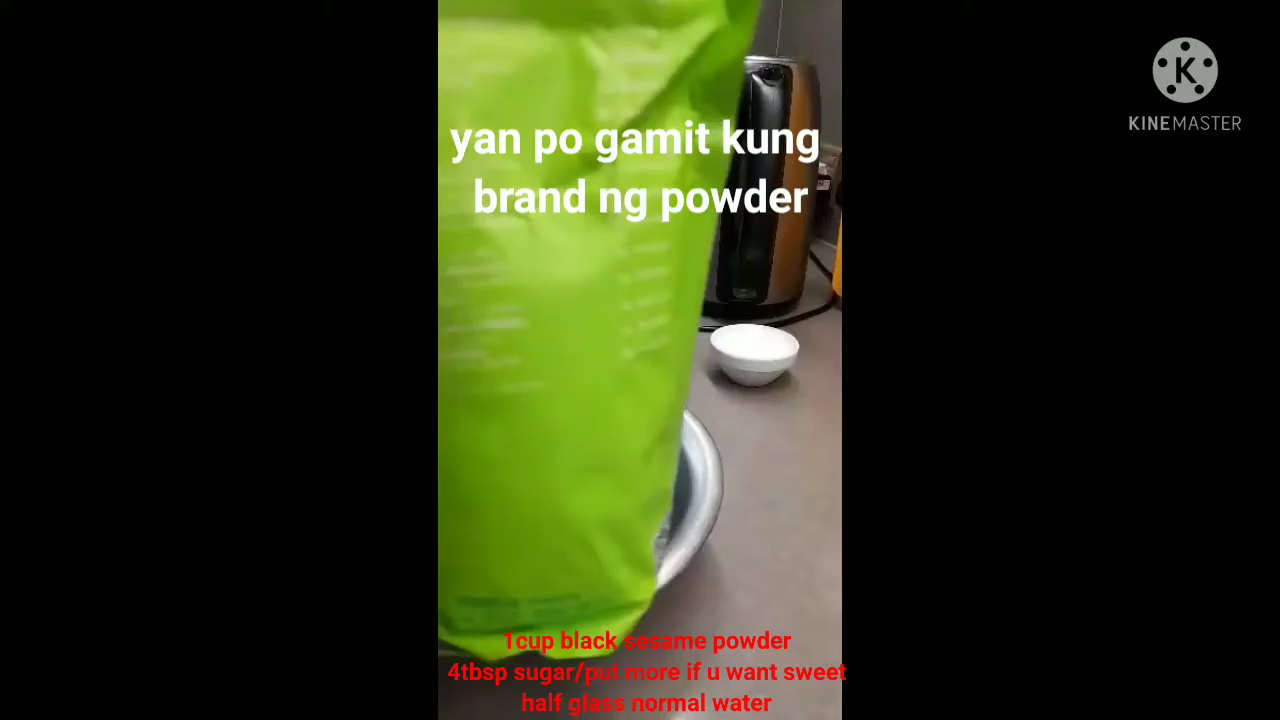 K
KINEMASTER
yan po gamit kung
brand ng powder
1cup black sesame powder
4tbsp sugar/put more if u want sweet
half glass normal water